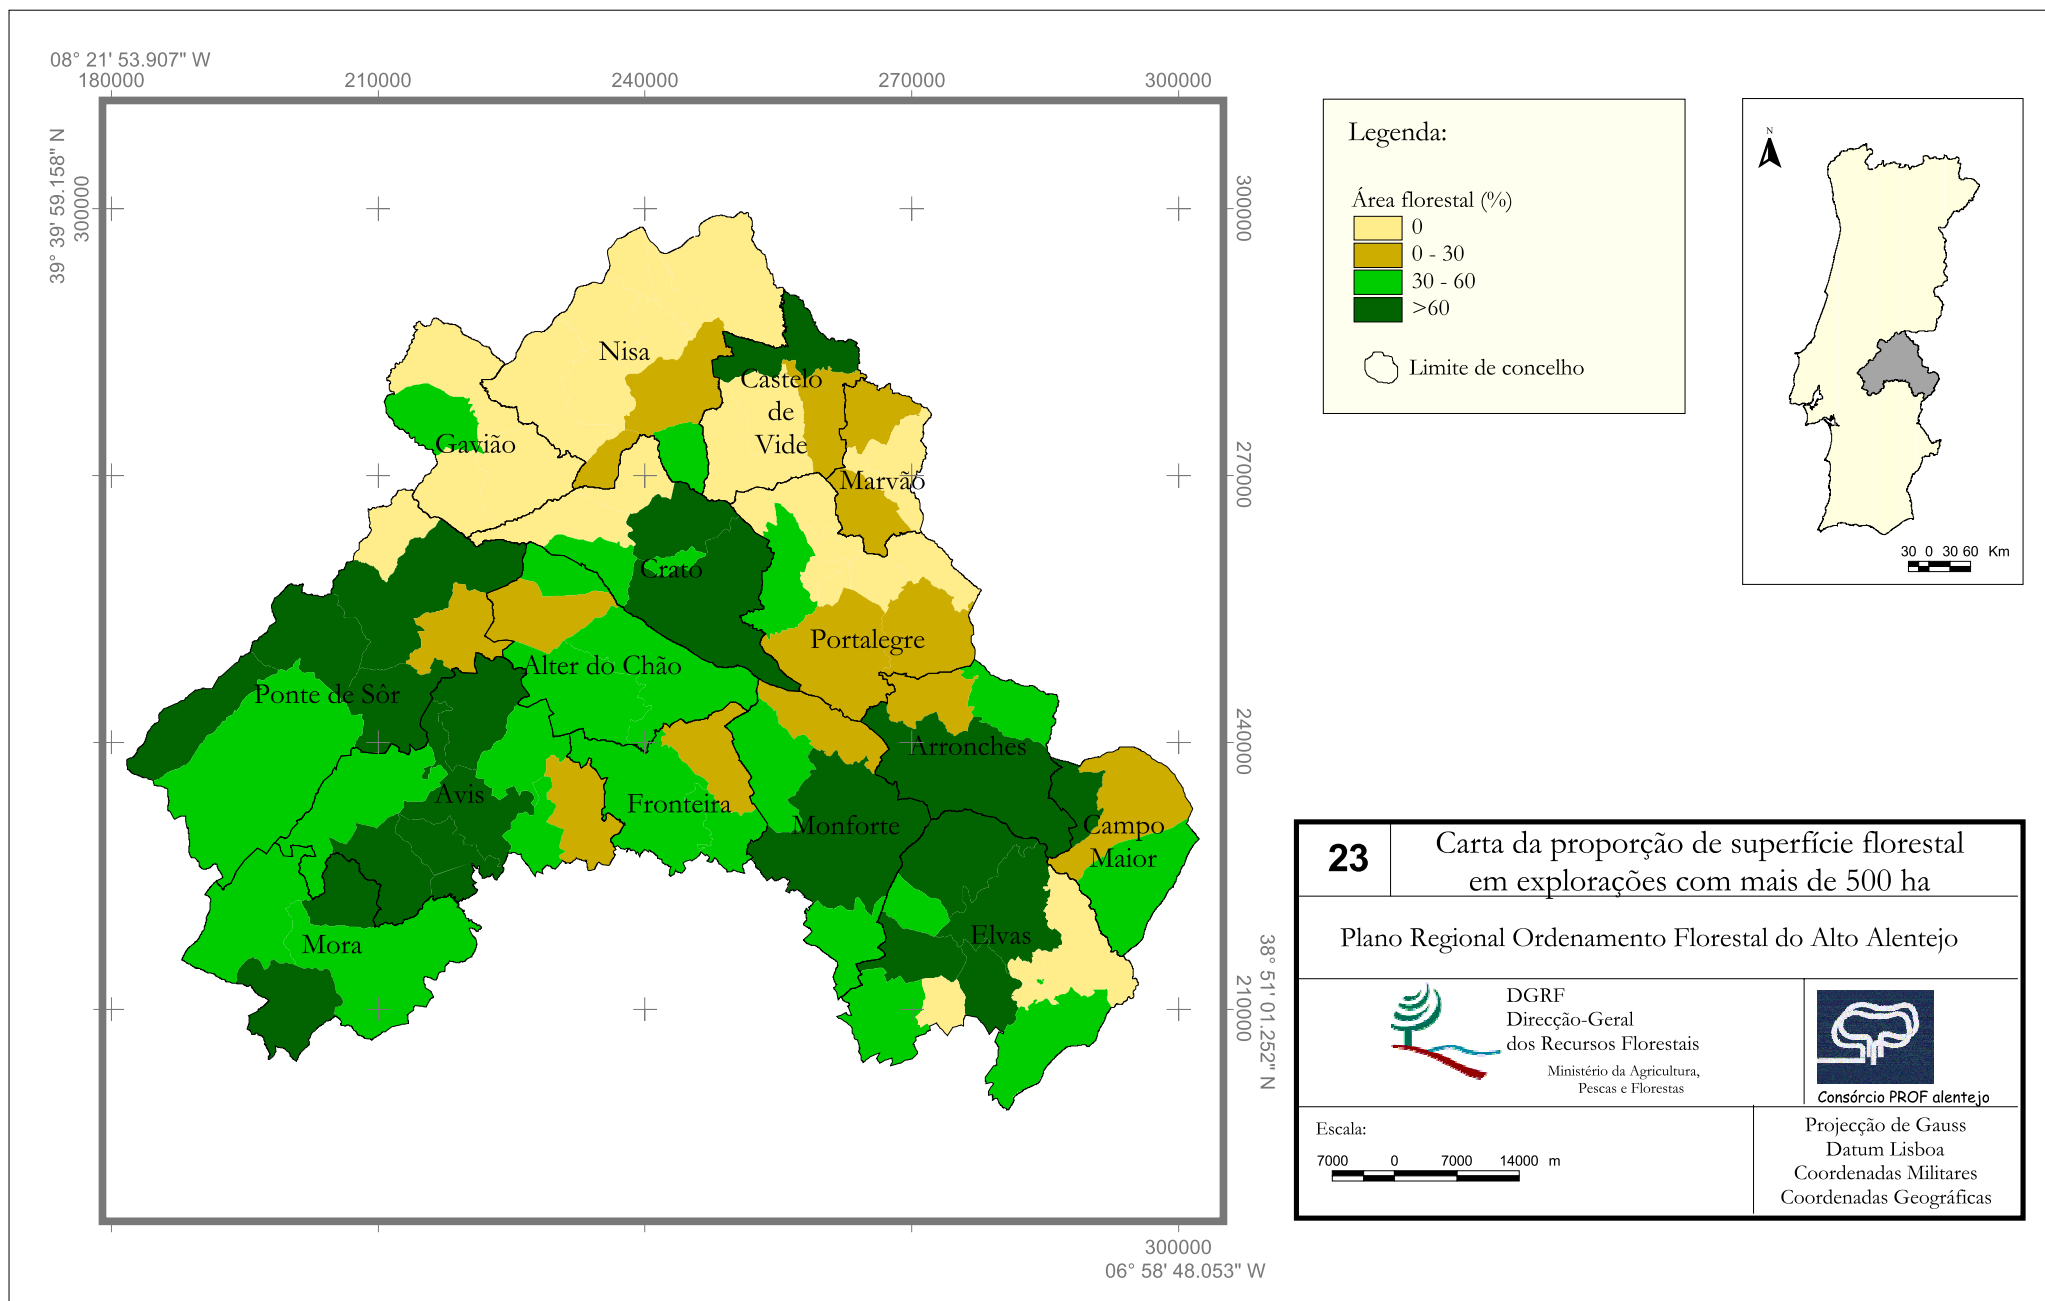 08° 21' 53.907" W
180000
210000
240000
270000
300000
39° 39' 59.158" N
300000
300000
270000
240000
210000
38° 51' 01.252" N
300000
06° 58' 48.053" W
Nisa
Castelo
de
Vide
Gavião
Marvão
Crato
Portalegre
Alter do Chão
Ponte de Sôr
Arronches
Avis
Fronteira
Monforte
Campo
Maior
Elvas
Mora
Legenda:
Área florestal (%)
0
0 - 30
30 - 60
>60
Limite de concelho
N
30 0 30 60 Km
23
Carta da proporção de superfície florestal
em explorações com mais de 500 ha
Plano Regional Ordenamento Florestal do Alto Alentejo
DGRF
Direcção-Geral
dos Recursos Florestais
Ministério da Agricultura,
Pescas e Florestas
Consórcio PROF alentejo
Escala:
7000 0 7000 14000 m
Projecção de Gauss
Datum Lisboa
Coordenadas Militares
Coordenadas Geográficas